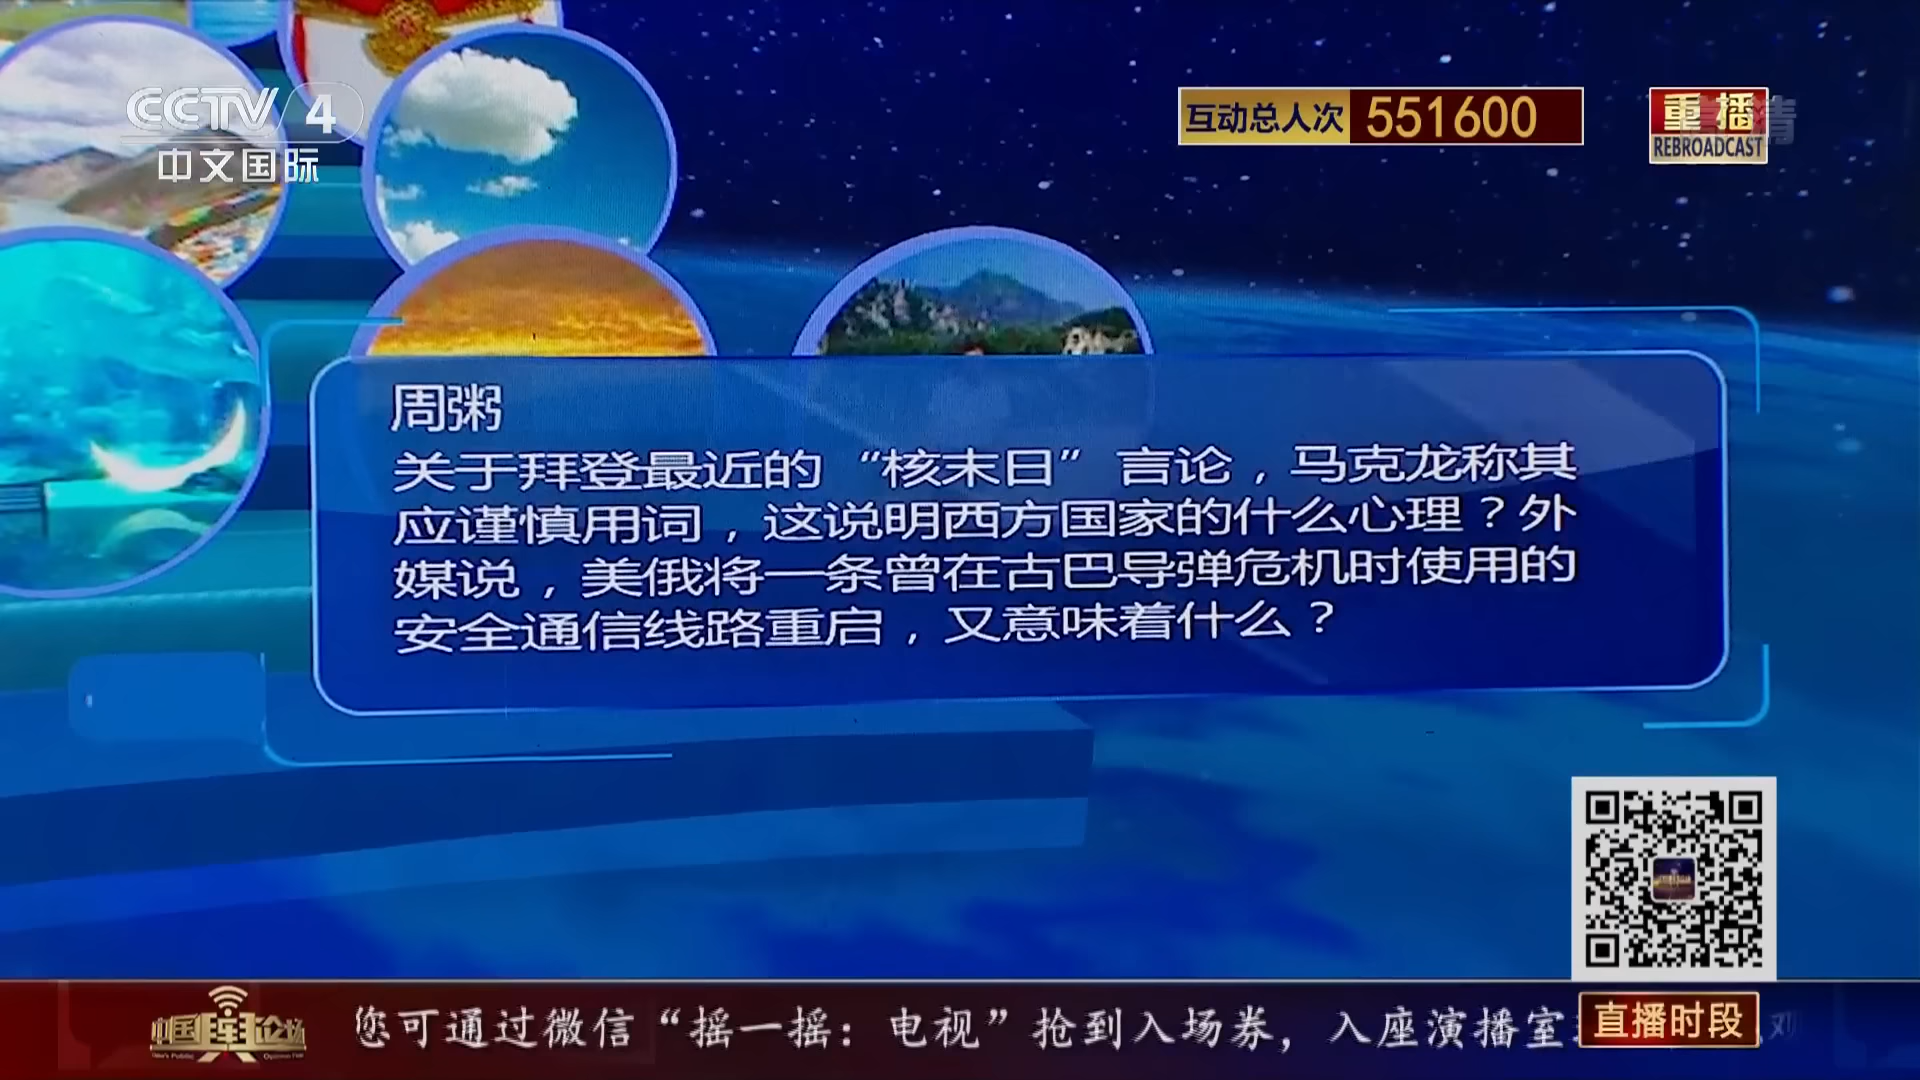 CCTV 4
中文国际
互动总人次 551600
重播
REBROADCAST
周粥
关于拜登最近的“核末日”言论，马克龙称其
应谨慎用词，这说明西方国家的什么心理？外
媒说，美俄将一条曾在古巴导弹危机时使用的
安全通信线路重启，又意味着什么？
中国舆论场
您可通过微信“摇一摇：电视”抢到入场券，入座演播室
直播时段